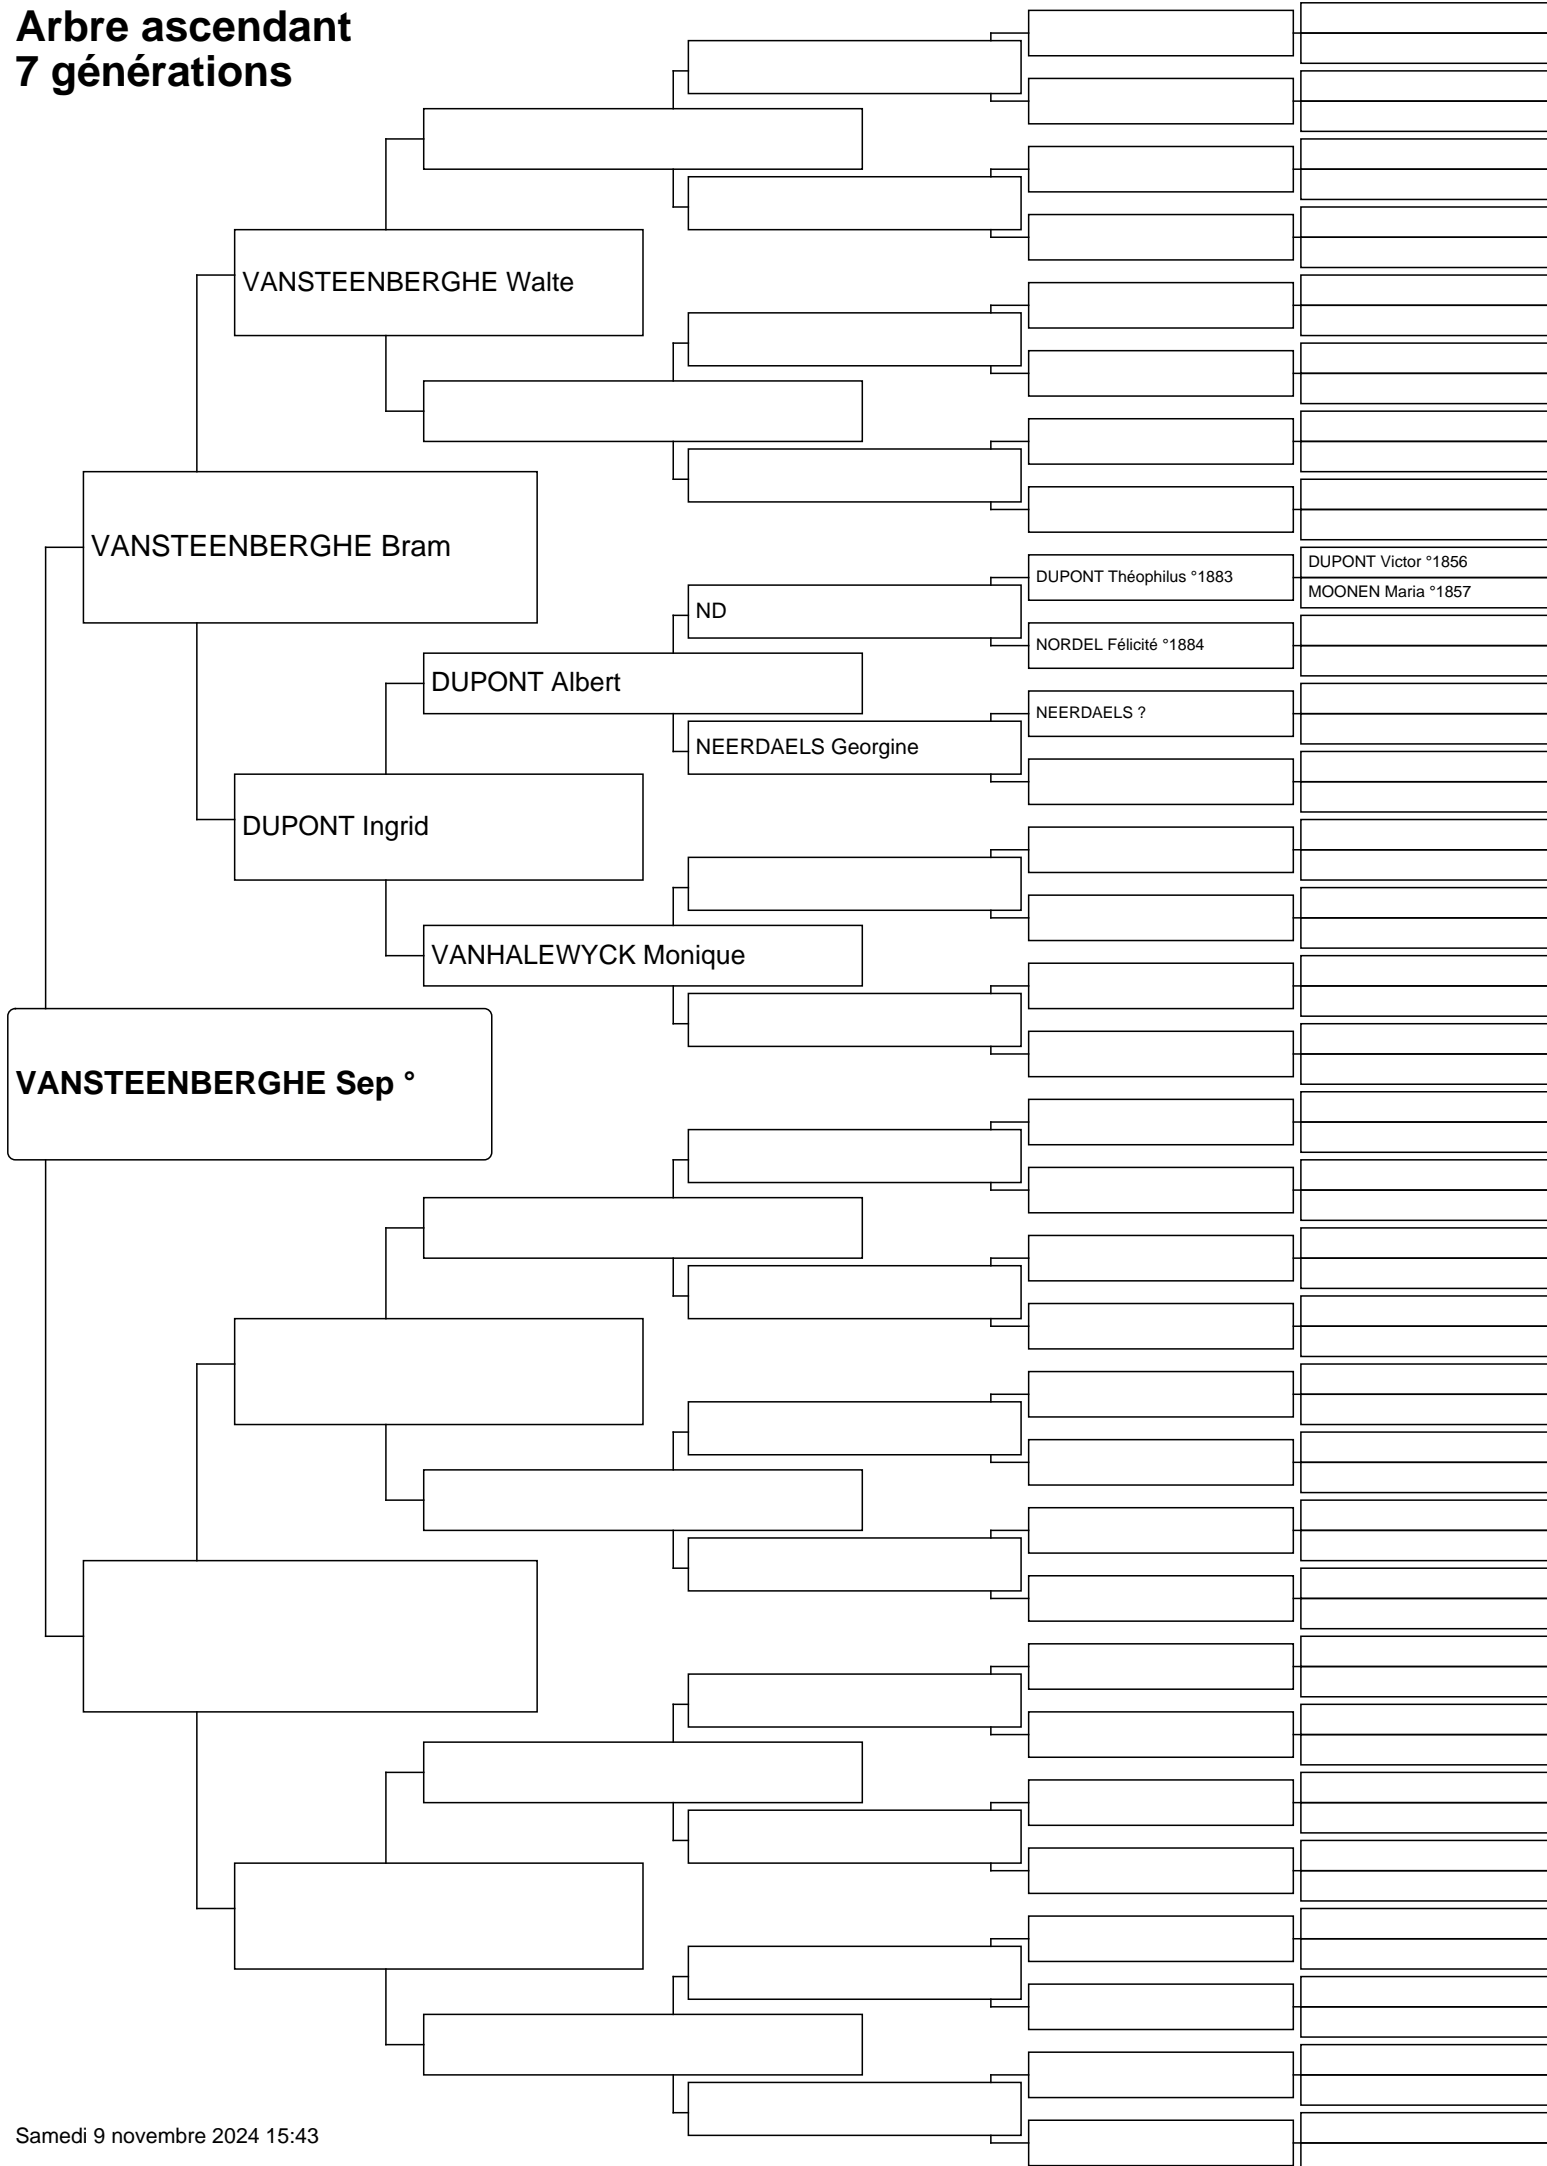 Arbre ascendant
7 générations
VANSTEENBERGHE Walte
VANSTEENBERGHE Bram
DUPONT Théophilus °1883
DUPONT Victor °1856
MOONEN Maria °1857
ND
NORDEL Félicité °1884
DUPONT Albert
NEERDAELS ?
NEERDAELS Georgine
DUPONT Ingrid
VANHALEWYCK Monique
VANSTEENBERGHE Sep °
Samedi 9 novembre 2024 15:43